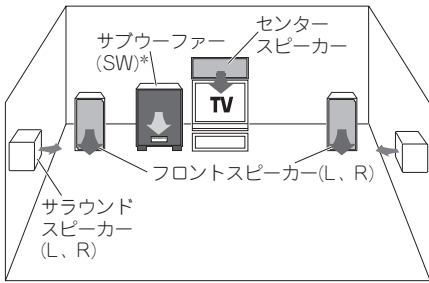 サブウーファー
(SW)*
センター
スピーカー
TV
フロントスピーカー(L、R)
サラウンド
スピーカー
(L、R)